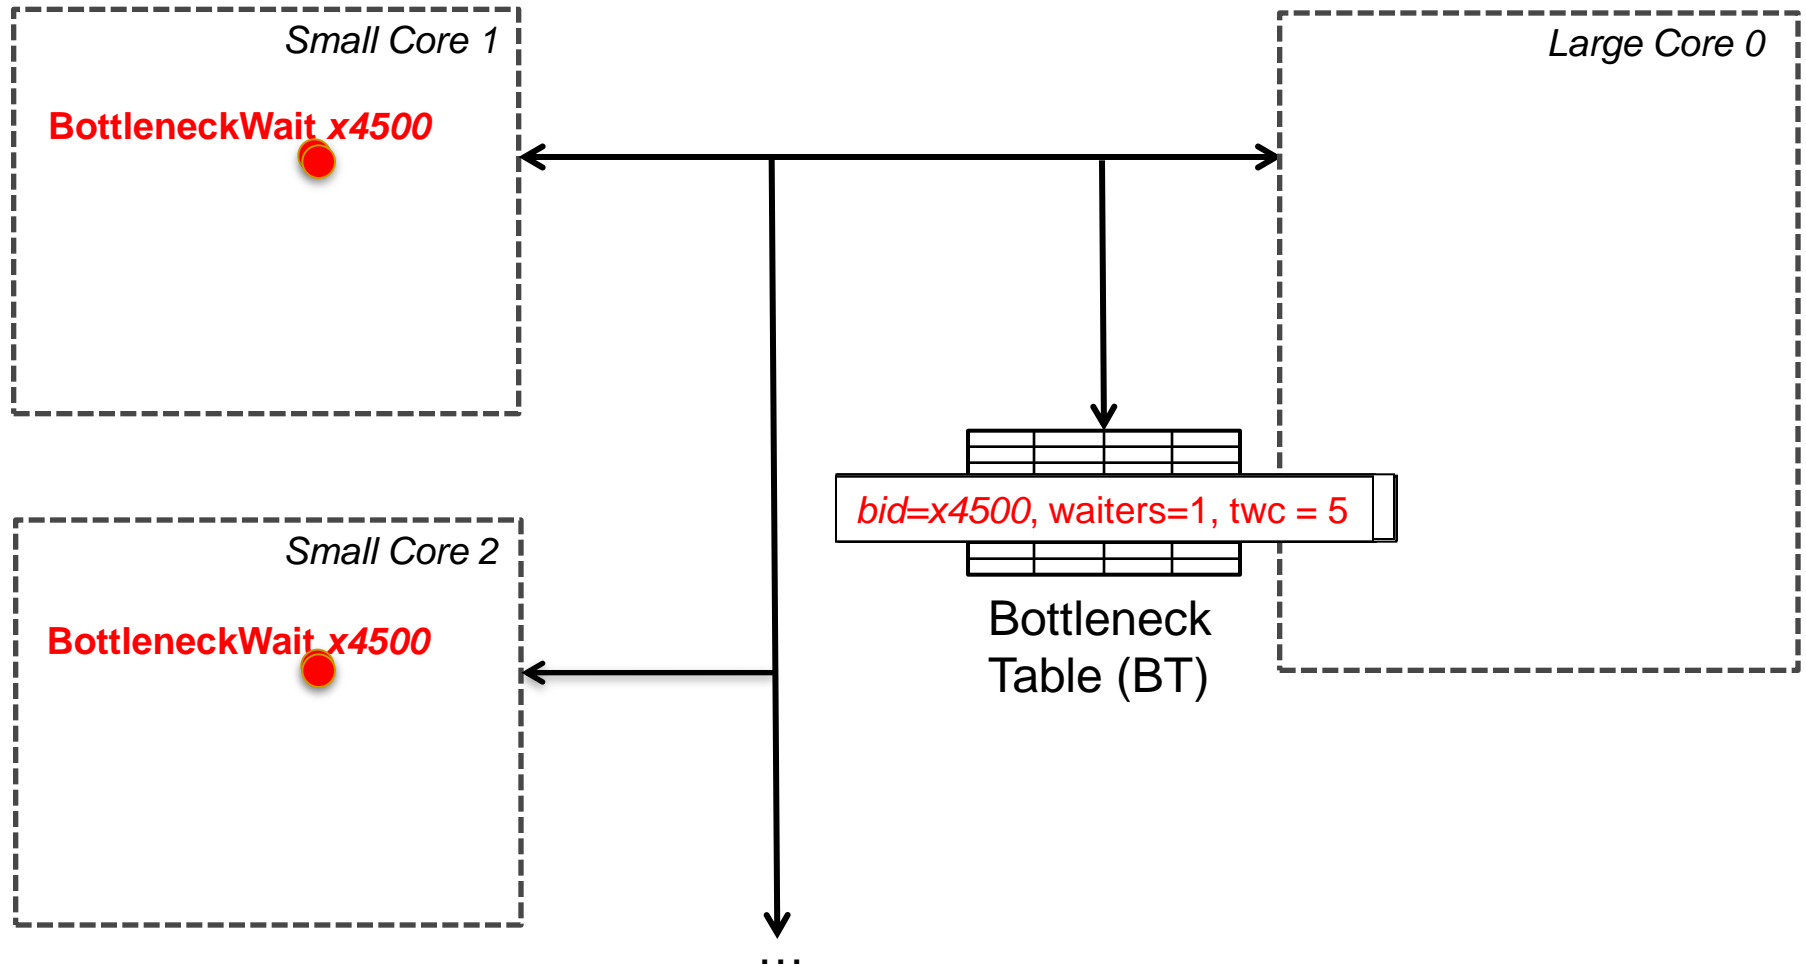 Small Core 1
BottleneckWait x4500
Large Core 0
bid=x4500, waiters=1, twc = 5
Small Core 2
BottleneckWait x4500
Bottleneck
Table (BT)
…